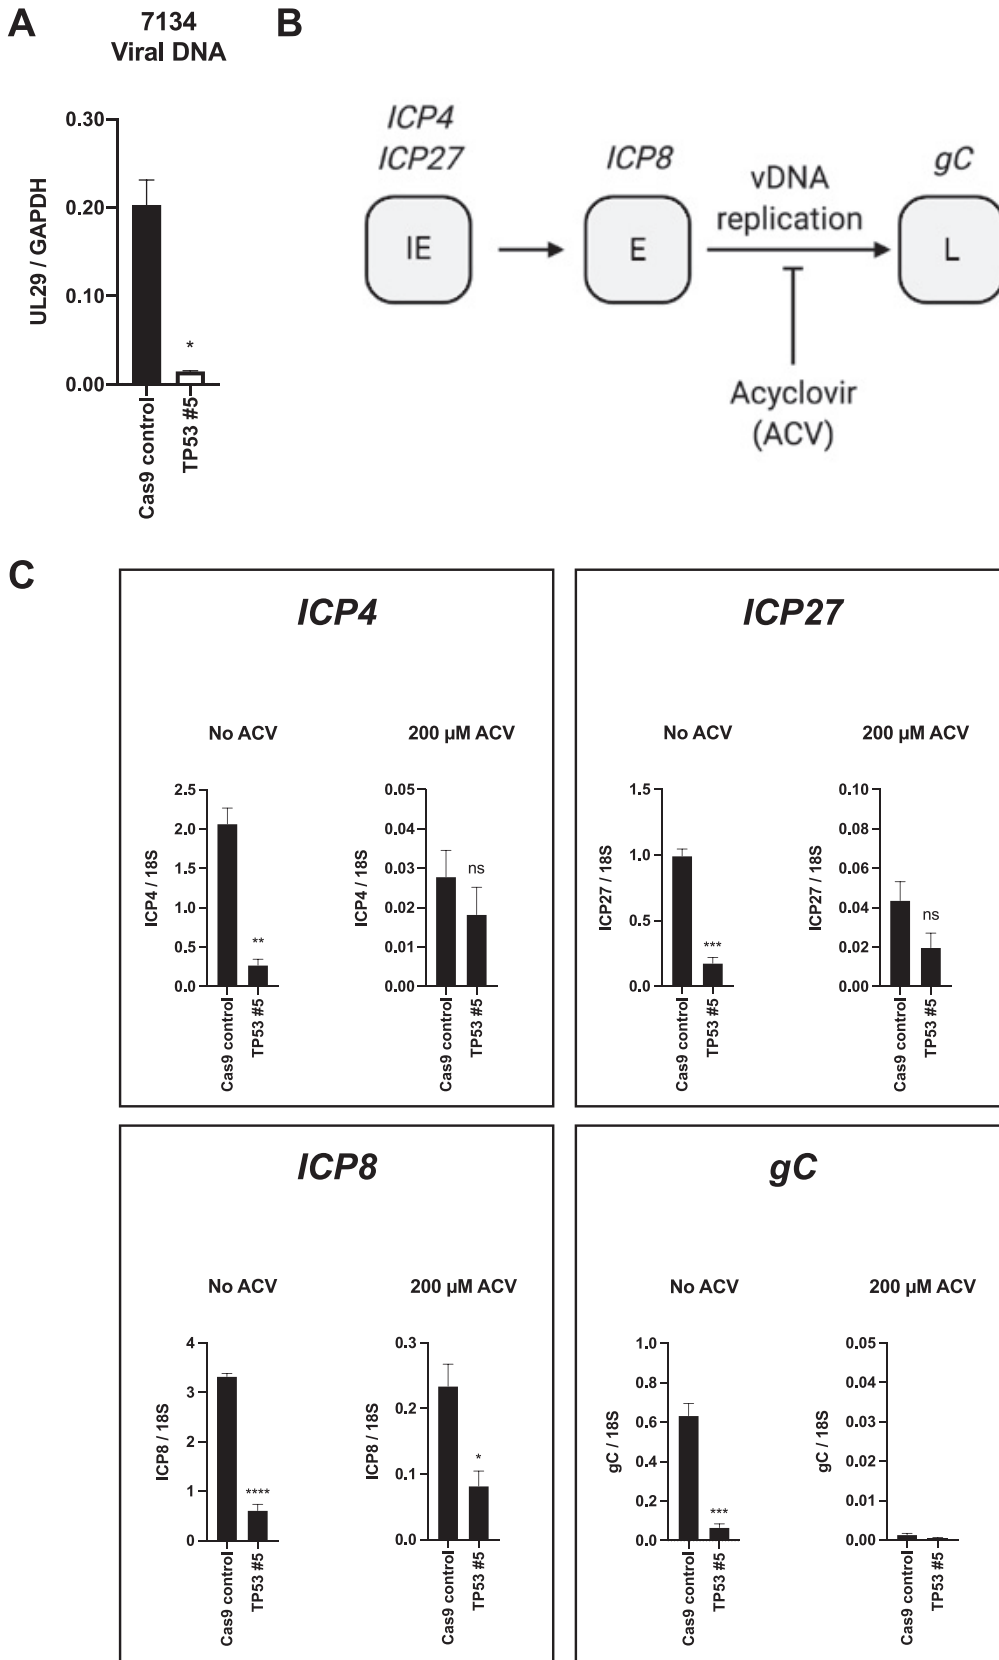 A
7134
Viral DNA
UL29 / GAPDH
0.30
0.20
0.10
0.00
*
Cas9 control
TP53 #5
B
ICP4
ICP27
ICP8
gC
IE
E
L
vDNA
replication
Acyclovir
(ACV)
C
ICP4
No ACV
ICP4 / 18S
2.5
2.0
1.5
1.0
0.5
0.0
**
Cas9 control
TP53 #5
200 µM ACV
ICP4 / 18S
0.05
0.04
0.03
0.02
0.01
0.00
ns
Cas9 control
TP53 #5
ICP27
No ACV
ICP27 / 18S
1.5
1.0
0.5
0.0
***
Cas9 control
TP53 #5
200 µM ACV
ICP27 / 18S
0.10
0.08
0.06
0.04
0.02
0.00
ns
Cas9 control
TP53 #5
ICP8
No ACV
ICP8 / 18S
4
3
2
1
0
****
Cas9 control
TP53 #5
200 µM ACV
ICP8 / 18S
0.3
0.2
0.1
0.0
*
Cas9 control
TP53 #5
gC
No ACV
gC / 18S
1.0
0.8
0.6
0.4
0.2
0.0
***
Cas9 control
TP53 #5
200 µM ACV
gC / 18S
0.05
0.04
0.03
0.02
0.01
0.00
Cas9 control
TP53 #5